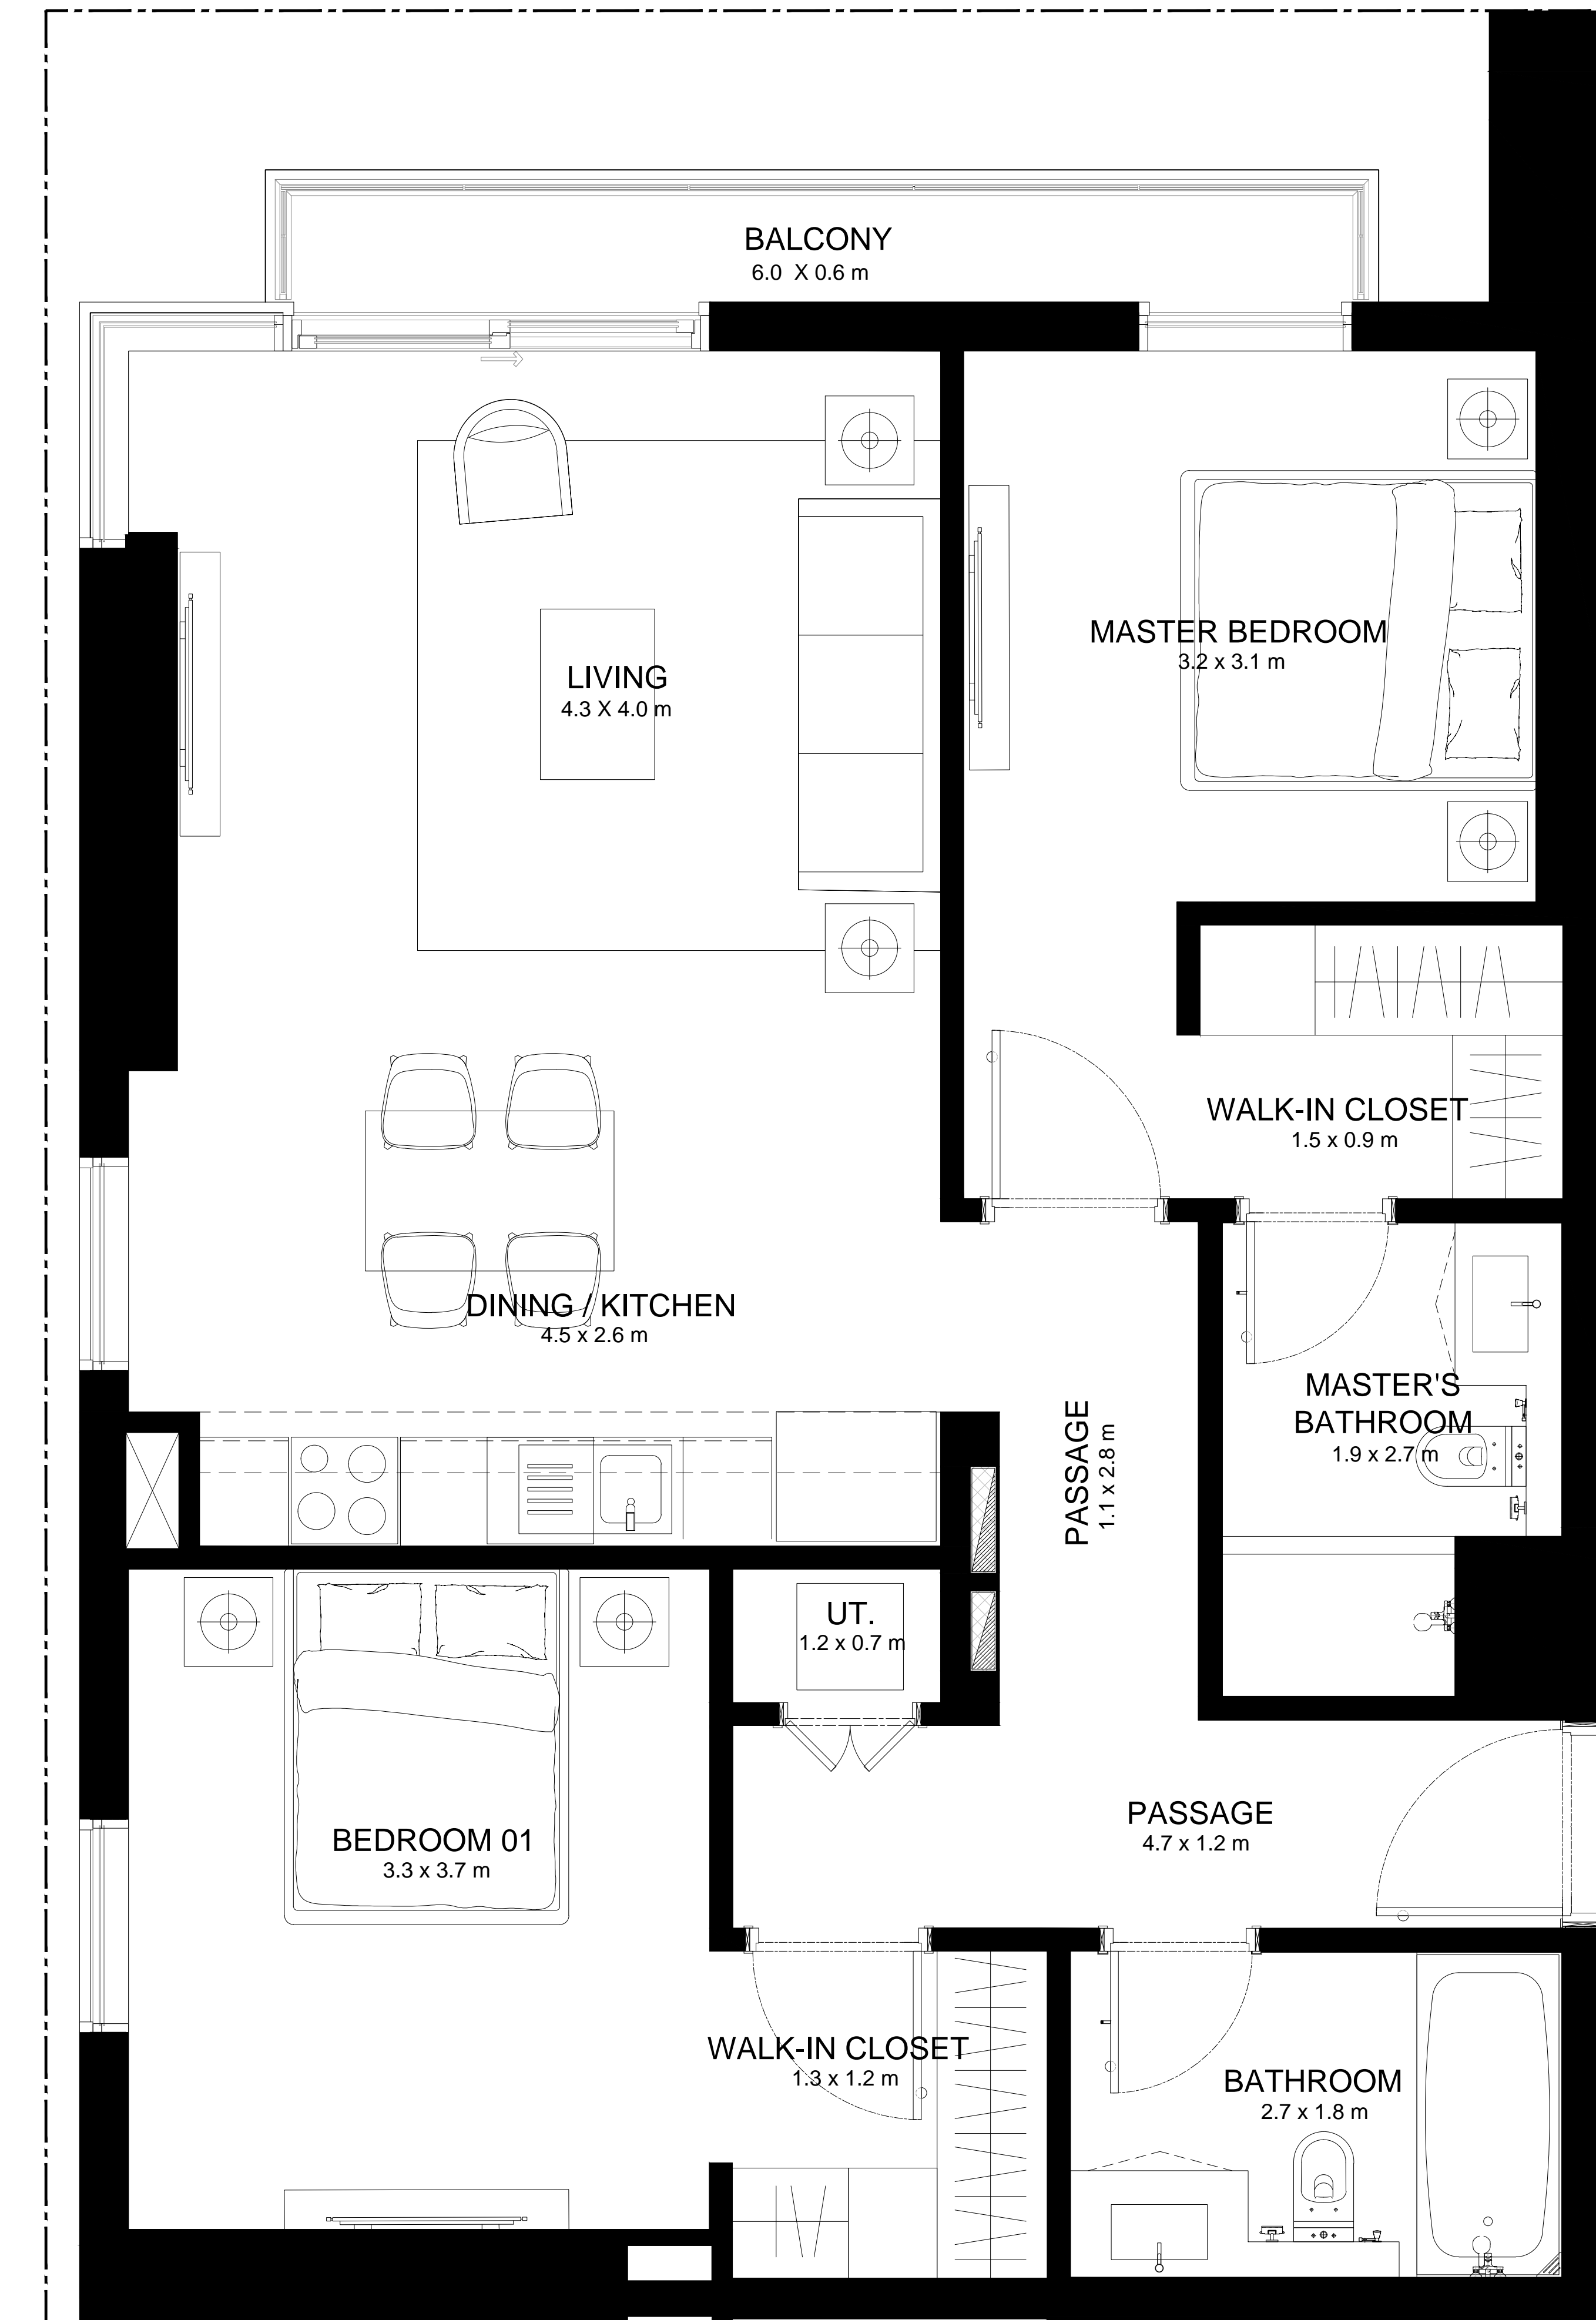 BALCONY
6.0 X 0.6 m
MASTER BEDROOM
3.2 x 3.1 m
LIVING
4.3 X 4.0 m
WALK-IN CLOSET
1.5 x 0.9 m
DINING / KITCHEN
4.5 x 2.6 m
MASTER'S
BATHROOM
1.9 x 2.7 m
PASSAGE
1.1 x 2.8 m
UT.
1.2 x 0.7 m
PASSAGE
4.7 x 1.2 m
BEDROOM 01
3.3 x 3.7 m
WALK-IN CLOSET
1.3 x 1.2 m
BATHROOM
2.7 x 1.8 m